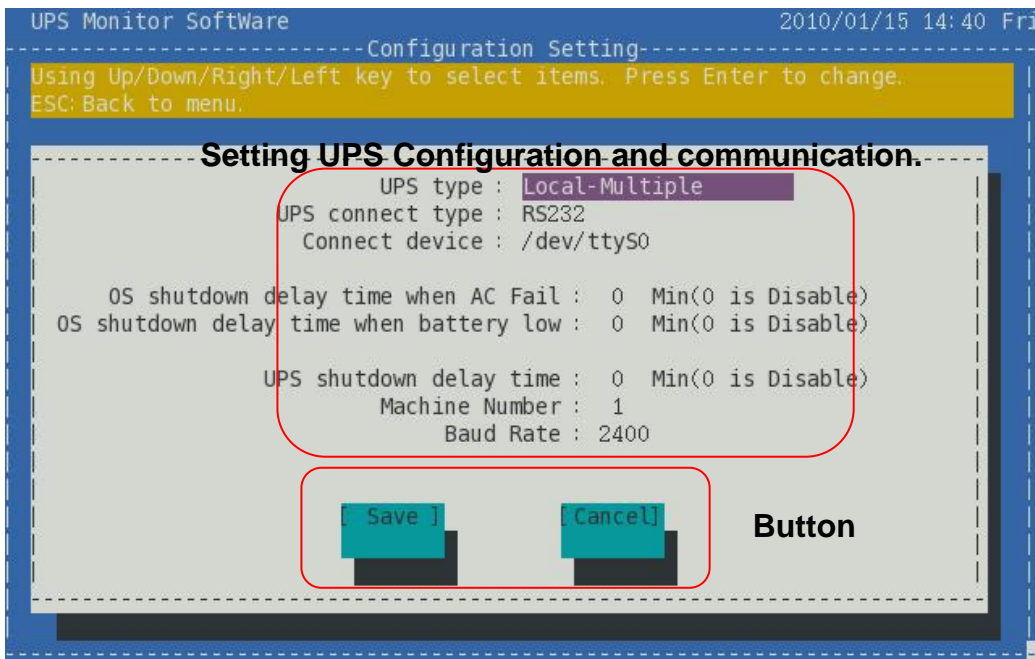 UPS Monitor SoftWare 2010/01/15 14:40 Fri
Configuration Setting
Using Up/Down/Right/Left key to select items. Press Enter to change.
ESC:Back to menu.
Setting UPS Configuration and communication.
UPS type : Local-Multiple
UPS connect type : RS232
Connect device : /dev/ttyS0
OS shutdown delay time when AC Fail : 0 Min(0 is Disable)
OS shutdown delay time when battery low : 0 Min(0 is Disable)
UPS shutdown delay time : 0 Min(0 is Disable)
Machine Number : 1
Baud Rate : 2400
[ Save ] [Cancel]
Button